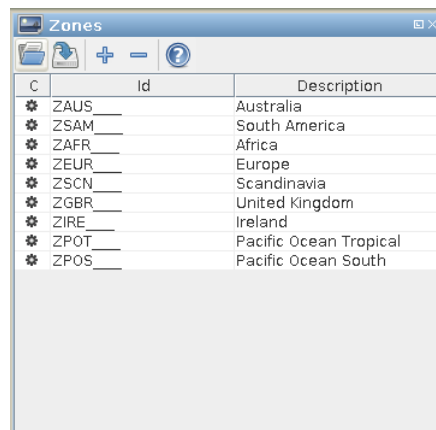 Zones
C Id Description
ZAUS___ Australia
ZSAM___ South America
ZAFR___ Africa
ZEUR___ Europe
ZSCN___ Scandinavia
ZGBR___ United Kingdom
ZIRE___ Ireland
ZPOT___ Pacific Ocean Tropical
ZPOS___ Pacific Ocean South